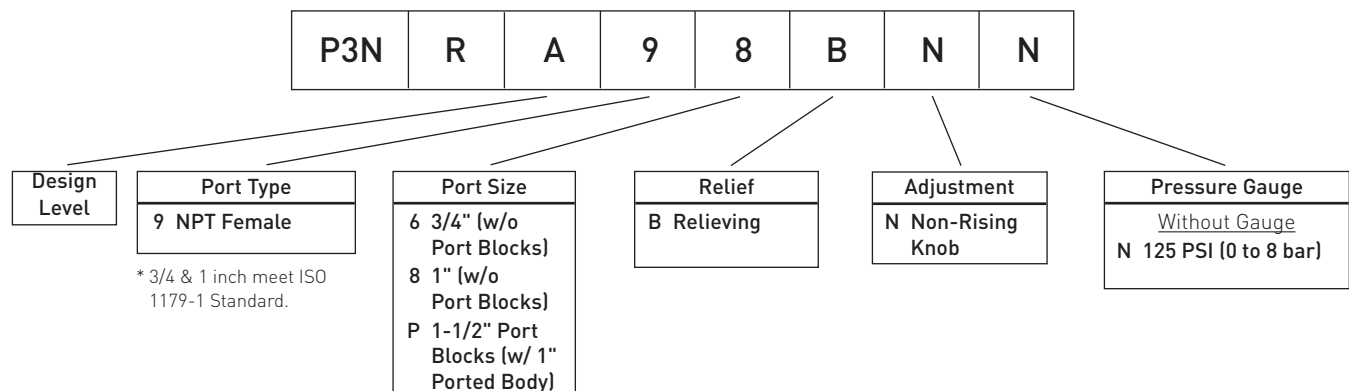 P3N R A 9 8 B N N
Design
Level
Port Type
9 NPT Female
* 3/4 & 1 inch meet ISO
1179-1 Standard.
Port Size
6 3/4" (w/o
Port Blocks)
8 1" (w/o
Port Blocks)
P 1-1/2" Port
Blocks (w/ 1"
Ported Body)
Relief
B Relieving
Adjustment
N Non-Rising
Knob
Pressure Gauge
Without Gauge
N 125 PSI (0 to 8 bar)